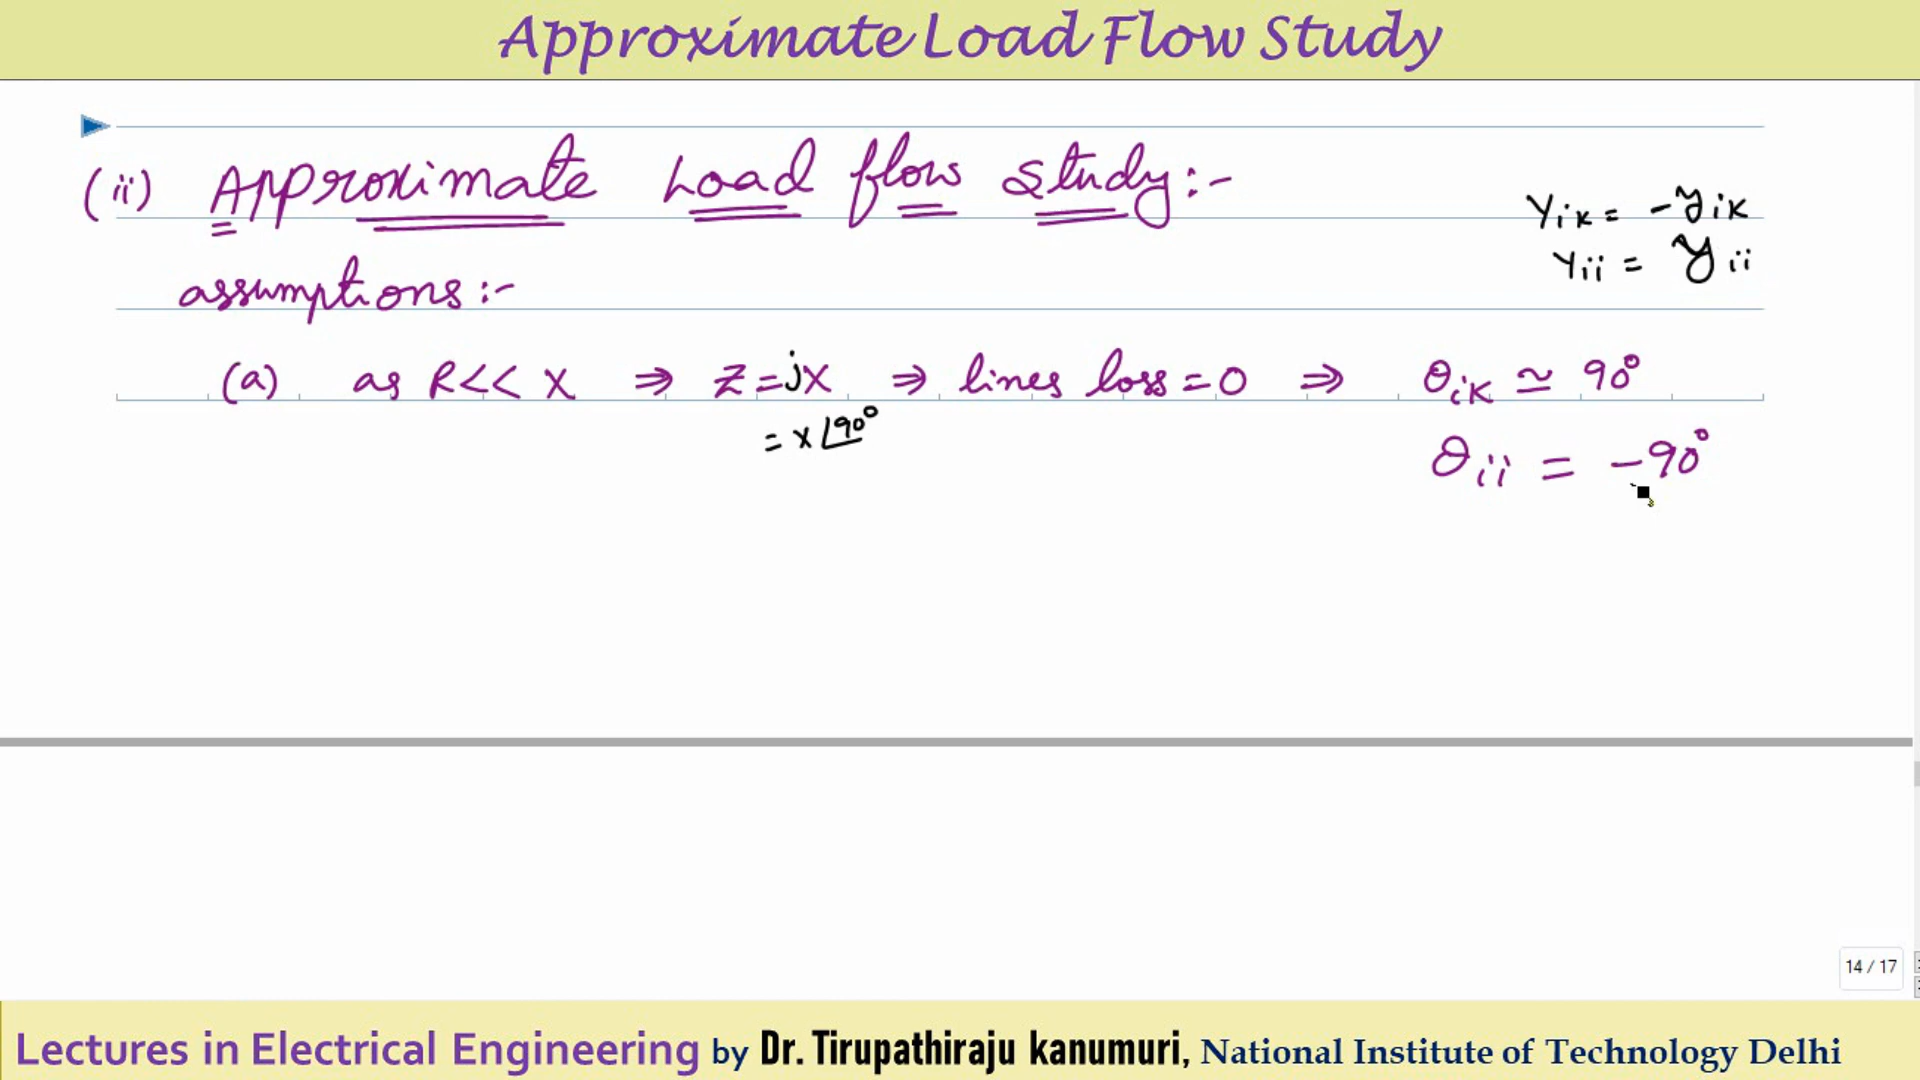 Approximate Load Flow Study
(ii) Approximate Load flow study:-
Yik = -yik
Yii = yii
assumptions:-
(a) as R<< X ⇒ Z=jX ⇒ lines loss=0 ⇒ θik ≃ 90°
= X∠90°
θii = -90°
14 / 17
Lectures in Electrical Engineering by Dr. Tirupathiraju kanumuri, National Institute of Technology Delhi